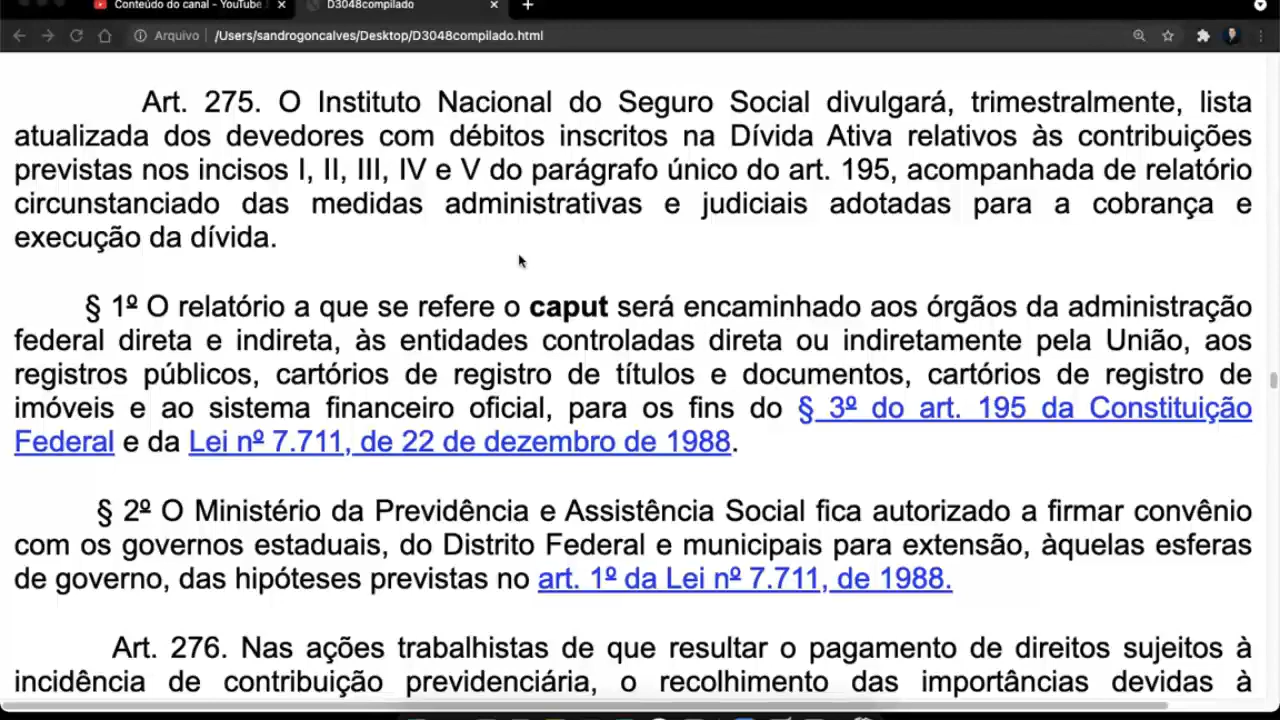 Conteúdo do canal - YouTube
D3048compilado
Arquivo
/Users/sandrogoncalves/Desktop/D3048compilado.html
Art. 275. O Instituto Nacional do Seguro Social divulgará, trimestralmente, lista
atualizada dos devedores com débitos inscritos na Dívida Ativa relativos às contribuições
previstas nos incisos I, II, III, IV e V do parágrafo único do art. 195, acompanhada de relatório
circunstanciado das medidas administrativas e judiciais adotadas para a cobrança e
execução da dívida.
§ 1º O relatório a que se refere o caput será encaminhado aos órgãos da administração
federal direta e indireta, às entidades controladas direta ou indiretamente pela União, aos
registros públicos, cartórios de registro de títulos e documentos, cartórios de registro de
imóveis e ao sistema financeiro oficial, para os fins do § 3º do art. 195 da Constituição
Federal e da Lei nº 7.711, de 22 de dezembro de 1988.
§ 2º O Ministério da Previdência e Assistência Social fica autorizado a firmar convênio
com os governos estaduais, do Distrito Federal e municipais para extensão, àquelas esferas
de governo, das hipóteses previstas no art. 1º da Lei nº 7.711, de 1988.
Art. 276. Nas ações trabalhistas de que resultar o pagamento de direitos sujeitos à
incidência de contribuição previdenciária, o recolhimento das importâncias devidas à